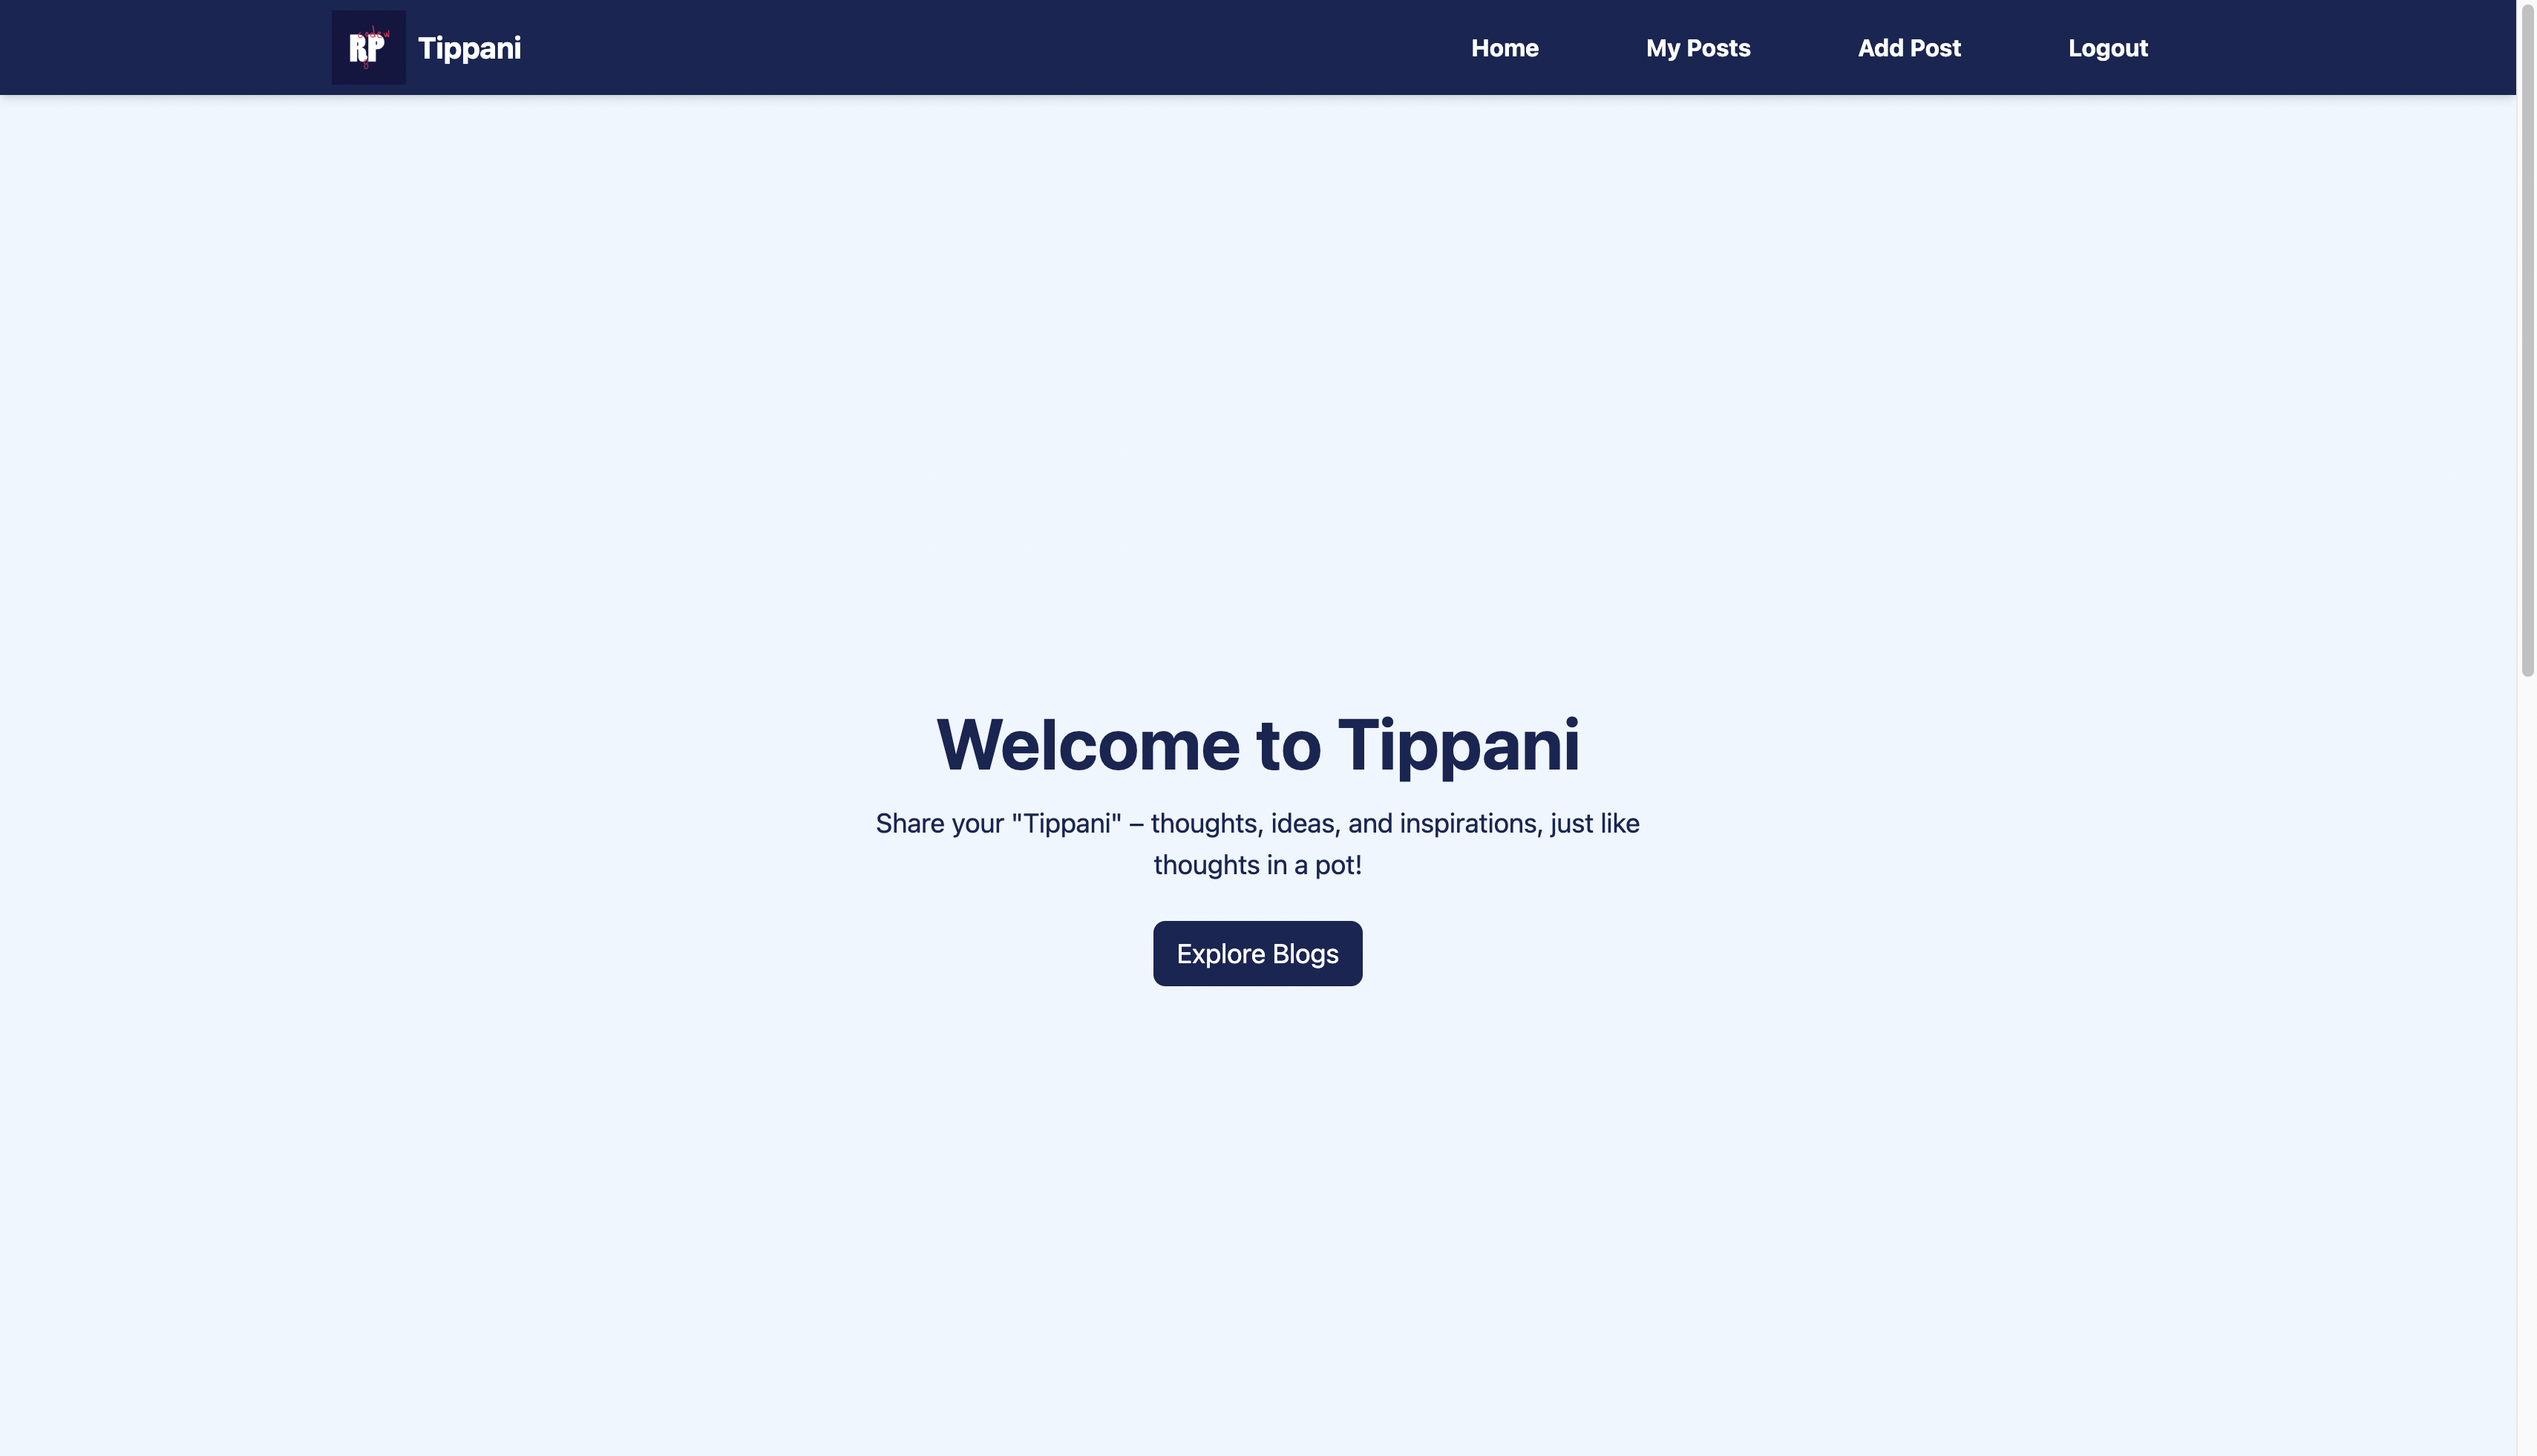 RP
Tippani
Home
My Posts
Add Post
Logout
Welcome to Tippani
Share your "Tippani" – thoughts, ideas, and inspirations, just like
thoughts in a pot!
Explore Blogs